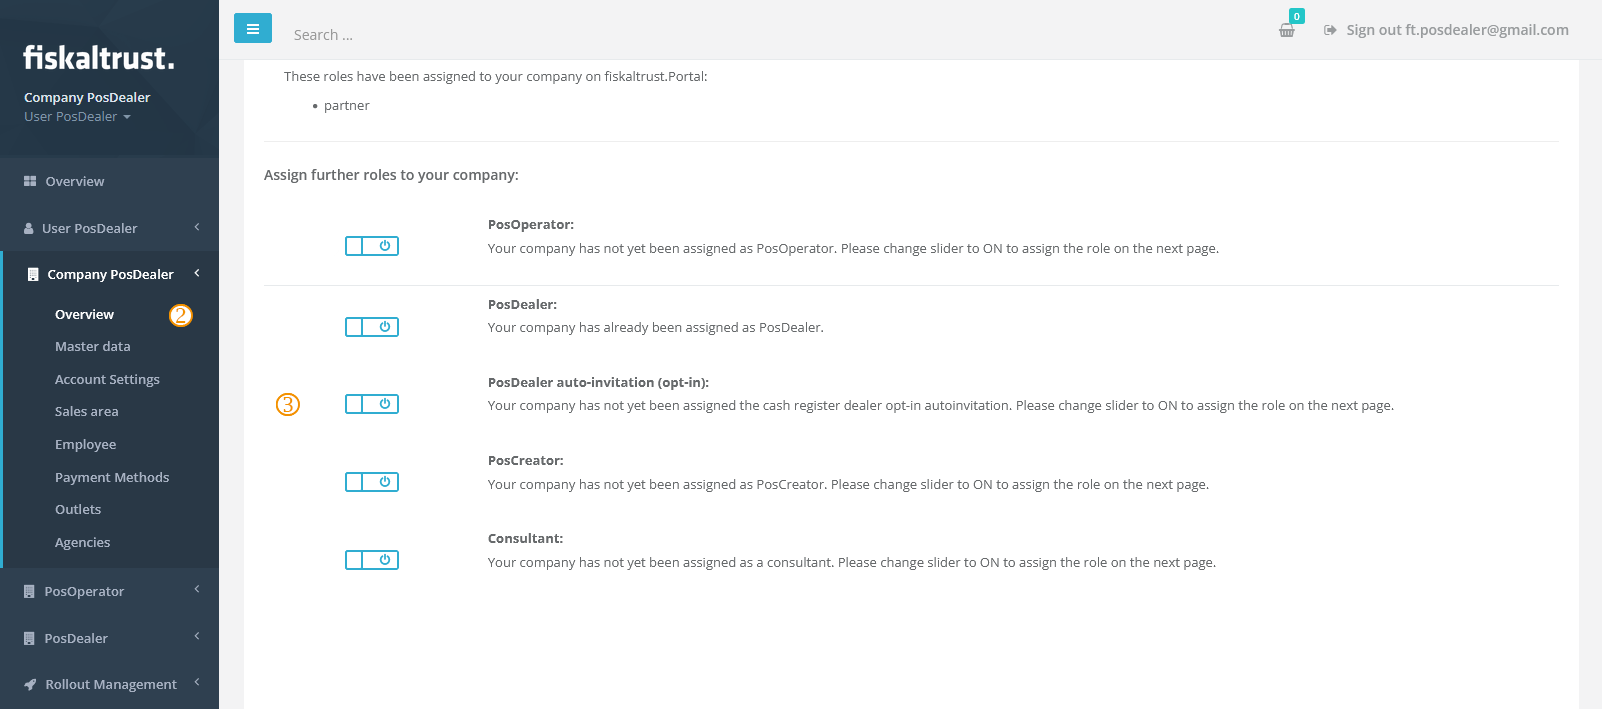 fiskaltrust.
Company PosDealer
User PosDealer
Overview
User PosDealer
Company PosDealer
Overview
2
Master data
Account Settings
Sales area
Employee
Payment Methods
Outlets
Agencies
PosOperator
PosDealer
Rollout Management
Search ...
0
Sign out ft.posdealer@gmail.com
These roles have been assigned to your company on fiskaltrust.Portal:
• partner
Assign further roles to your company:
PosOperator:
Your company has not yet been assigned as PosOperator. Please change slider to ON to assign the role on the next page.
PosDealer:
Your company has already been assigned as PosDealer.
3
PosDealer auto-invitation (opt-in):
Your company has not yet been assigned the cash register dealer opt-in autoinvitation. Please change slider to ON to assign the role on the next page.
PosCreator:
Your company has not yet been assigned as PosCreator. Please change slider to ON to assign the role on the next page.
Consultant:
Your company has not yet been assigned as a consultant. Please change slider to ON to assign the role on the next page.